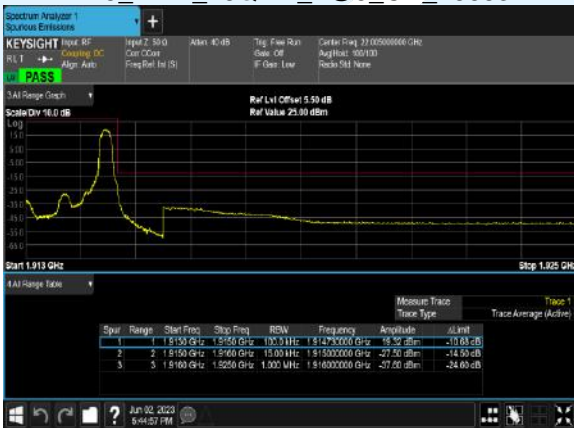 Spectrum Analyzer 1
Spurious Emissions
+
KEYSIGHT Input: RF Input Z: 50 Ω Atten: 40 dB Trig: Free Run Center Freq: 22.005000000 GHz
RLT Coupling: DC Corr CCorr Gate: Off Avg|Hold: 100/100
Align: Auto Freq Ref: Int (S) IF Gain: Low Radio Std: None
PASS
3.All Range Graph
Ref Lvl Offset 5.50 dB
Scale/Div 10.0 dB Ref Value 25.00 dBm
Log
15.0
5.00
-5.00
-15.0
-25.0
-35.0
-45.0
-55.0
-65.0
Start 1.913 GHz Stop 1.925 GHz
4.All Range Table
Measure Trace Trace 1
Trace Type Trace Average (Active)
Spur Range Start Freq Stop Freq RBW Frequency Amplitude ΔLimit
1 1 1.9130 GHz 1.9150 GHz 100.0 kHz 1.914730000 GHz 19.32 dBm -10.68 dB
2 2 1.9150 GHz 1.9160 GHz 15.00 kHz 1.915000000 GHz -27.50 dBm -14.50 dB
3 3 1.9160 GHz 1.9250 GHz 1.000 MHz 1.916000000 GHz -37.60 dBm -24.60 dB
? Jun 02, 2023
5:44:57 PM